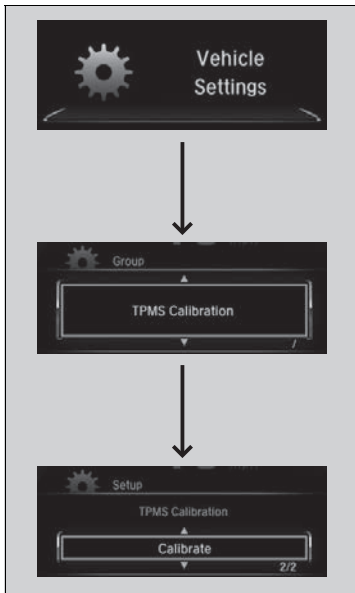 Vehicle
Settings
Group
TPMS Calibration
/
Setup
TPMS Calibration
Calibrate
2/2